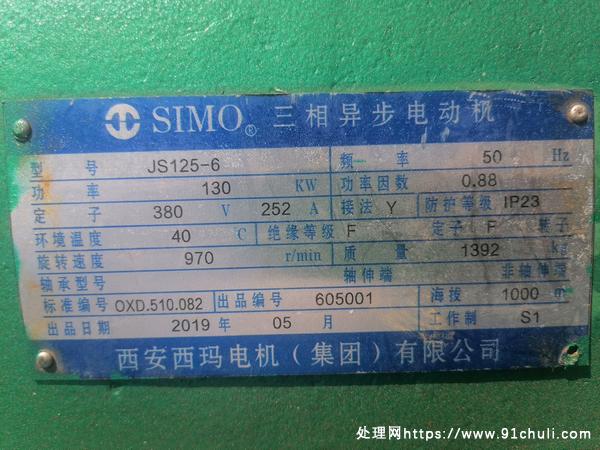 SIMO® 三相异步电动机
型 号 JS125-6 频 率 50 Hz
功 率 130 KW 功率因数 0.88
定 子 380 V 252 A 接法 Y 防护等级 IP23
环境温度 40 ℃ 绝缘等级 F 定子 F 转子
旋转速度 970 r/min 质 量 1392 kg
轴承型号 轴伸端 非轴伸端
标准编号 OXD.510.082 出品编号 605001 海拔 1000 m
出品日期 2019 年 05 月 工作制 S1
西安西玛电机(集团)有限公司
处理网https://www.91chuli.com/